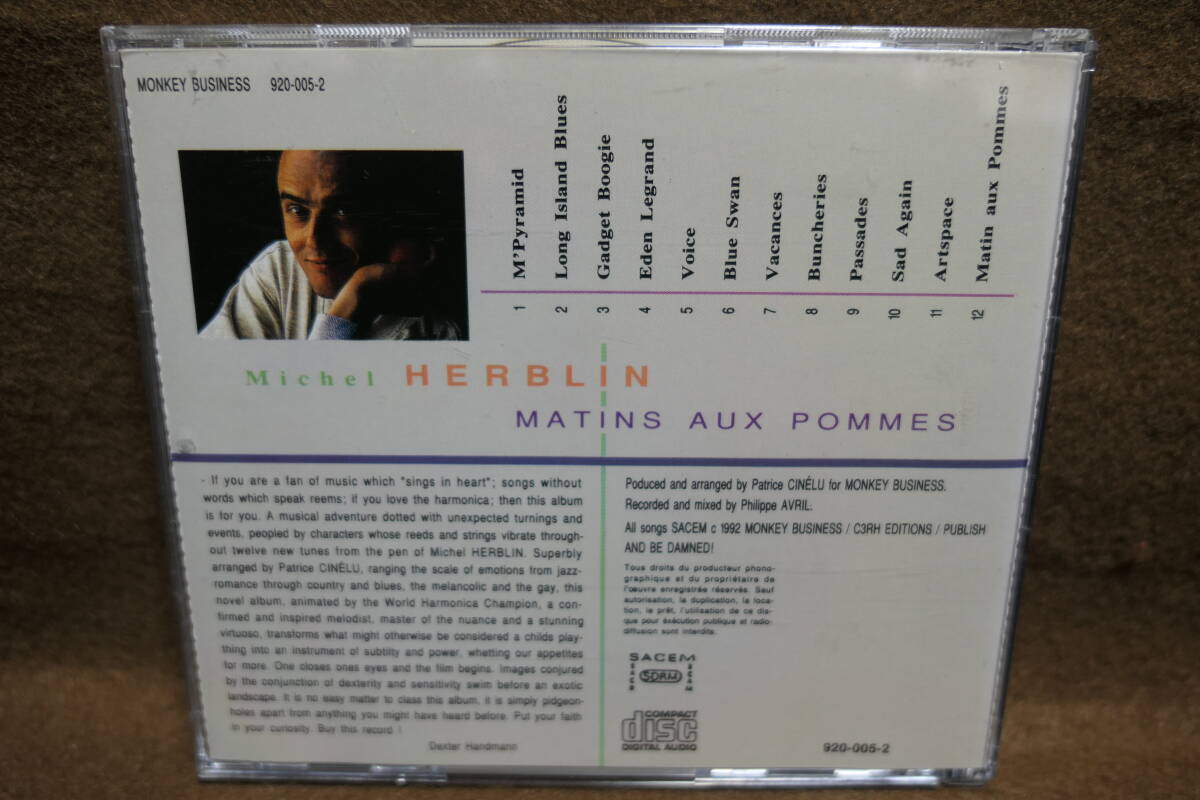 MONKEY BUSINESS 920-005-2
1 M'Pyramid
2 Long Island Blues
3 Gadget Boogie
4 Eden Legrand
5 Voice
6 Blue Swan
7 Vacances
8 Buncheries
9 Passades
10 Sad Again
11 Artspace
12 Matin aux Pommes
Michel HERBLIN
MATINS AUX POMMES
- If you are a fan of music which "sings in heart"; songs without
words which speak reems; if you love the harmonica; then this album
is for you. A musical adventure dotted with unexpected turnings and
events, peopled by characters whose reeds and strings vibrate through-
out twelve new tunes from the pen of Michel HERBLIN. Superbly
arranged by Patrice CINÉLU, ranging the scale of emotions from jazz-
romance through country and blues, the melancolic and the gay, this
novel album, animated by the World Harmonica Champion, a con-
firmed and inspired melodist, master of the nuance and a stunning
virtuoso, transforms what might otherwise be considered a childs play-
thing into an instrument of subtility and power, whetting our appetites
for more. One closes ones eyes and the film begins. Images conjured
by the conjunction of dexterity and sensitivity swim before an exotic
landscape. It is no easy matter to class this album, it is simply pidgeon-
holes apart from anything you might have heard before. Put your faith
in your curiosity. Buy this record !
Dexter Handmann
Poduced and arranged by Patrice CINÉLU for MONKEY BUSINESS.
Recorded and mixed by Philippe AVRIL.
All songs SACEM c 1992 MONKEY BUSINESS / C3RH EDITIONS / PUBLISH
AND BE DAMNED!
Tous droits du producteur phono-
graphique et du propriétaire de
l'œuvre enregistrée réservés. Sauf
autorisation, la duplication, la loca-
tion, le prêt, l'utilisation de ce dis-
que pour éxécution publique et radio-
diffusion sont interdits.
SACEM
SACD
SDRM
SCAM
COMPACT
disc
DIGITAL AUDIO
920-005-2